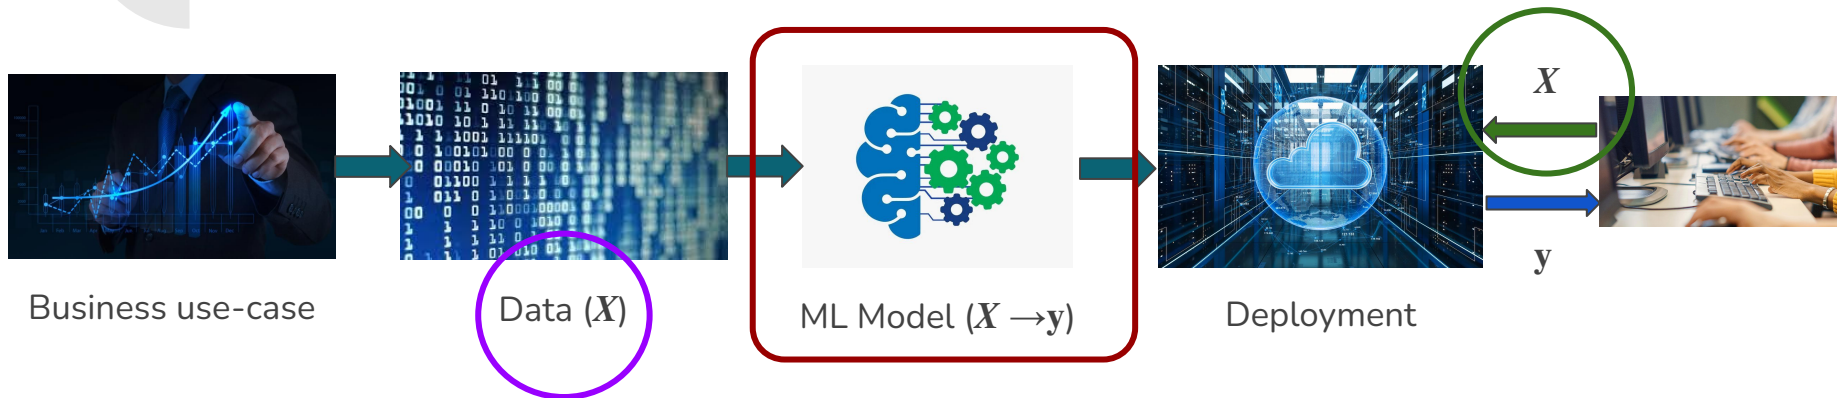 X
y
Business use-case
Data (X)
ML Model (X →y)
Deployment